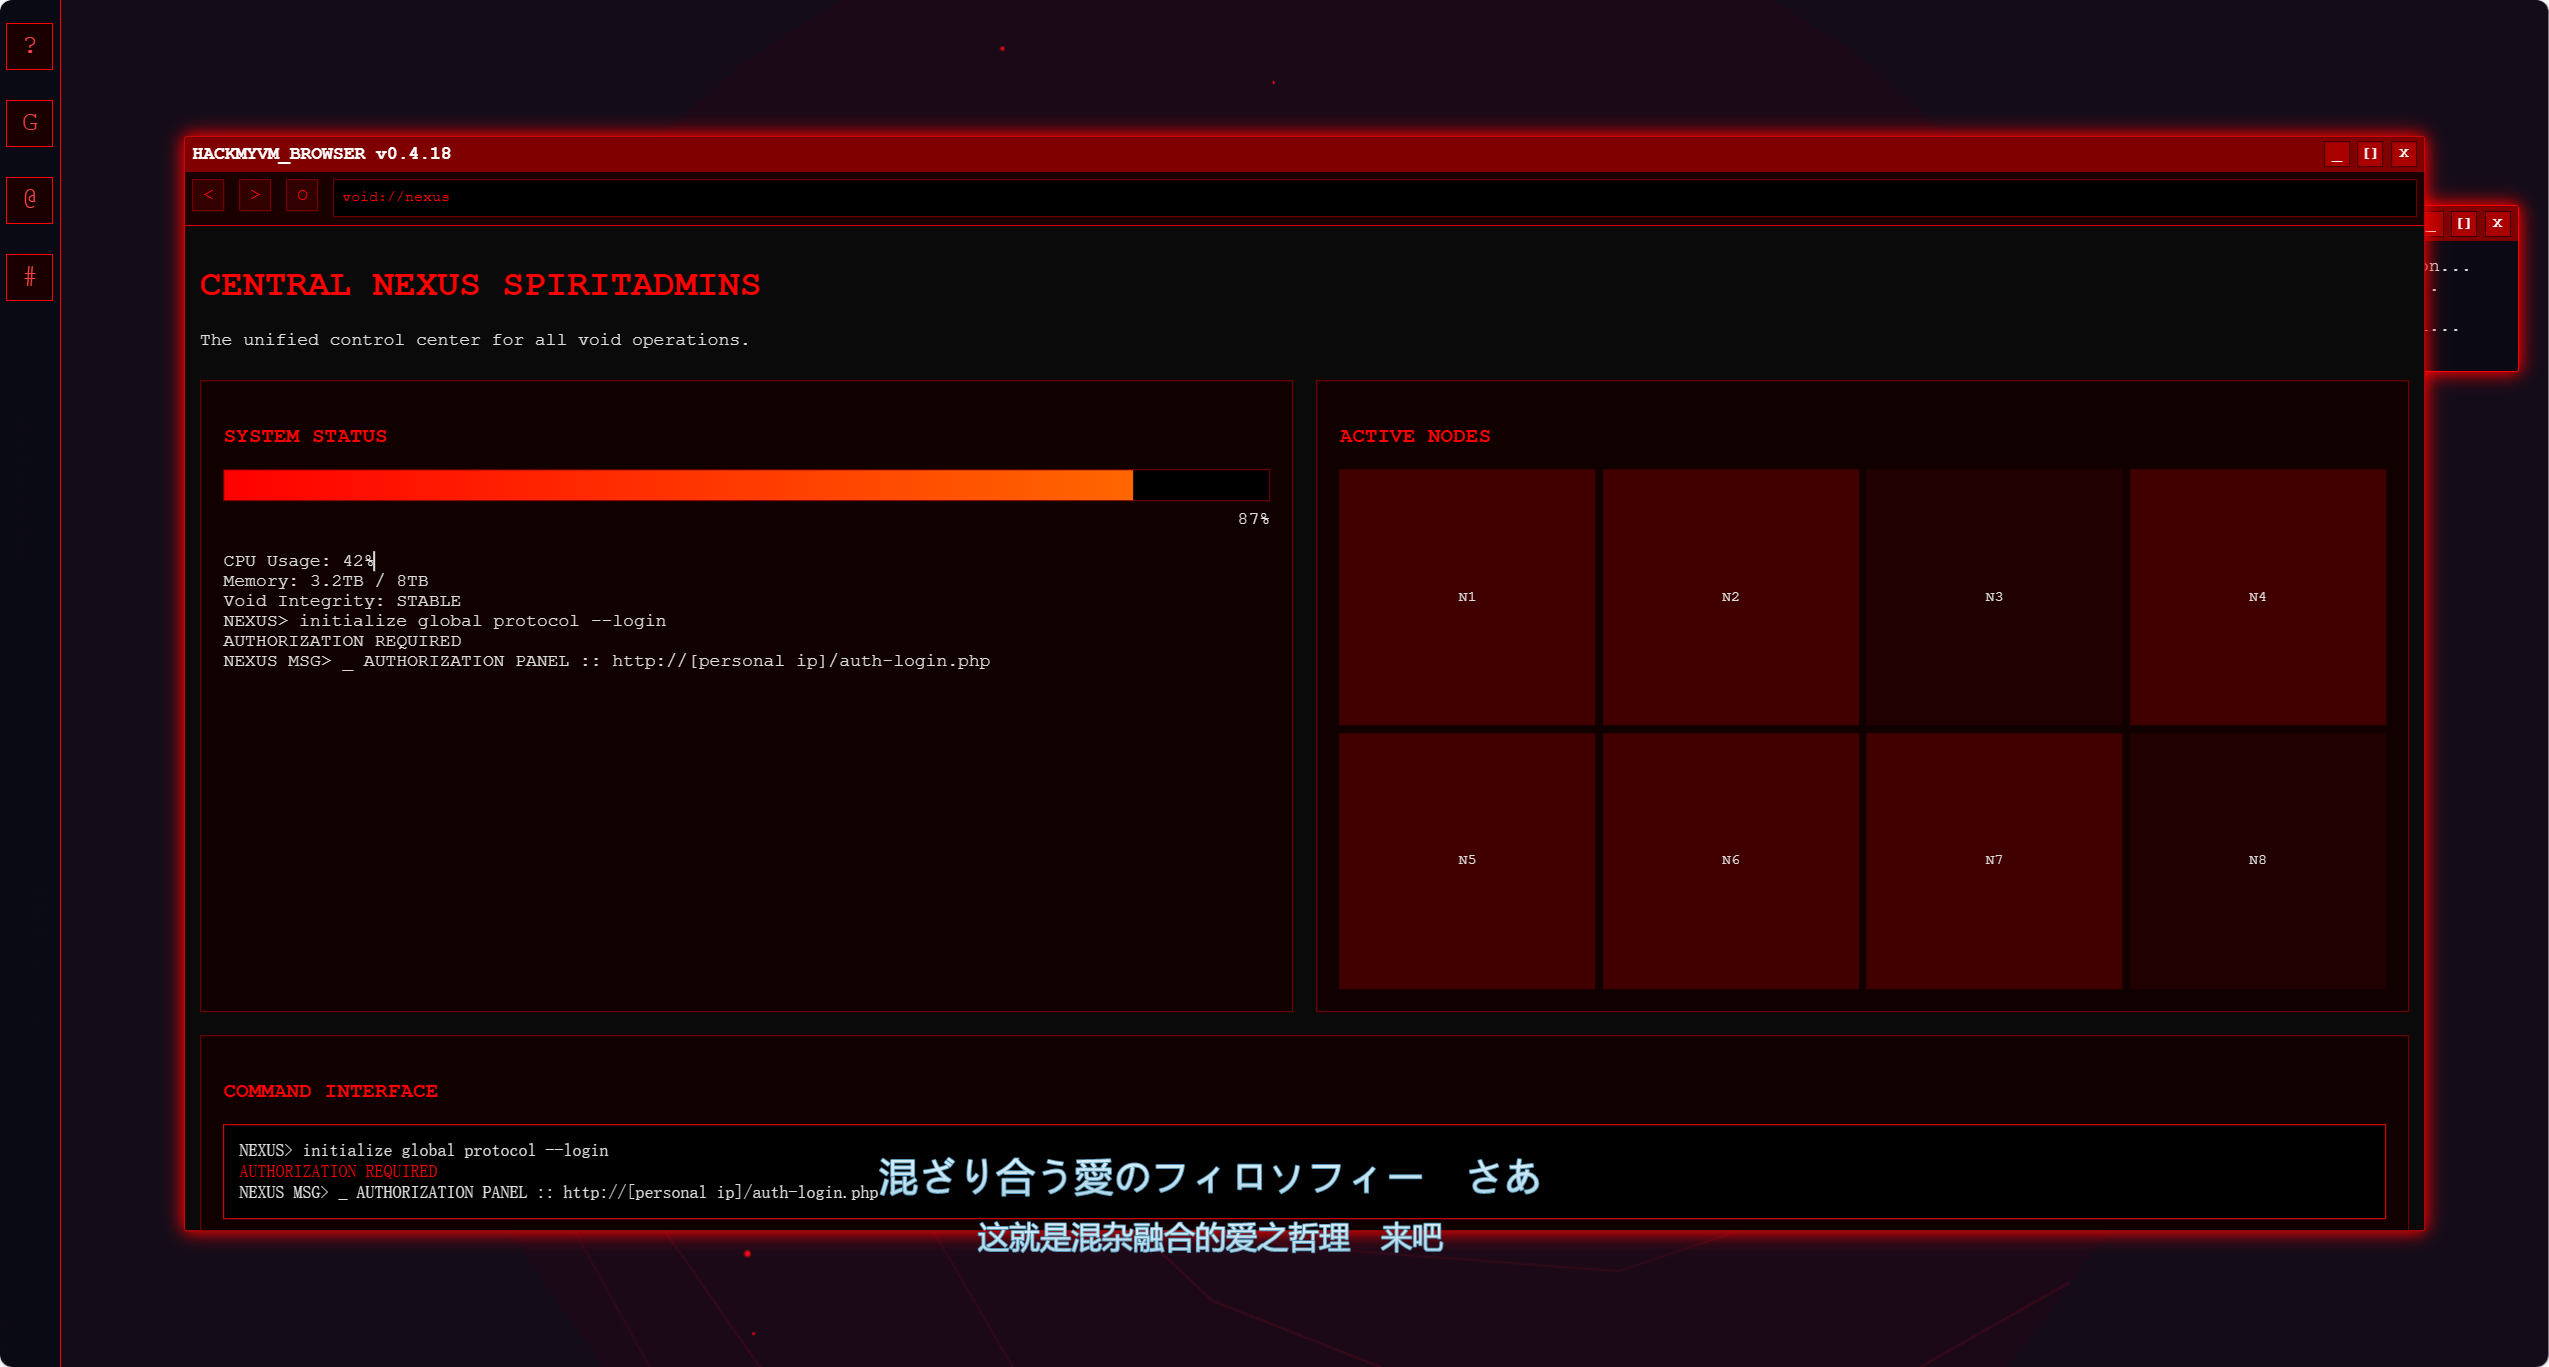 ?
G
@
#
HACKMYVM_BROWSER v0.4.18
_ [] X
< > O void://nexus
_ [] X
on...
.
...
CENTRAL NEXUS SPIRITADMINS
The unified control center for all void operations.
SYSTEM STATUS
87%
CPU Usage: 42%
Memory: 3.2TB / 8TB
Void Integrity: STABLE
NEXUS> initialize global protocol --login
AUTHORIZATION REQUIRED
NEXUS MSG> _ AUTHORIZATION PANEL :: http://[personal ip]/auth-login.php
ACTIVE NODES
N1 N2 N3 N4
N5 N6 N7 N8
COMMAND INTERFACE
NEXUS> initialize global protocol --login
AUTHORIZATION REQUIRED
NEXUS MSG> _ AUTHORIZATION PANEL :: http://[personal ip]/auth-login.php
混ざり合う愛のフィロソフィー　さあ
这就是混杂融合的爱之哲理　来吧